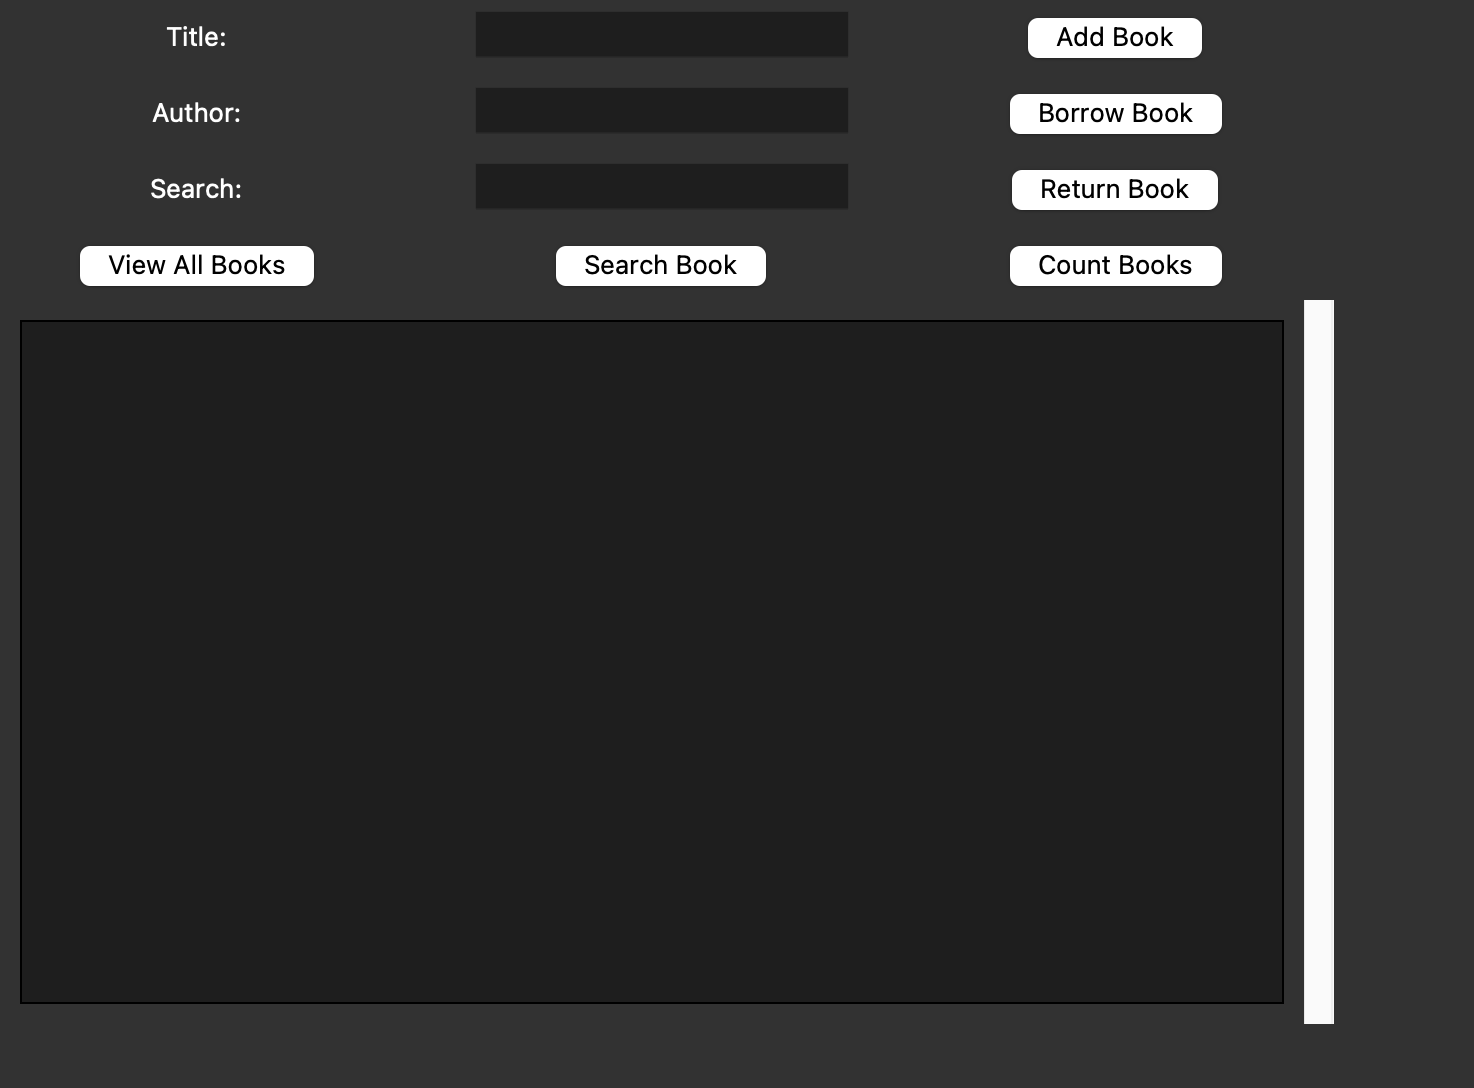 Title:
Add Book
Author:
Borrow Book
Search:
Return Book
View All Books
Search Book
Count Books